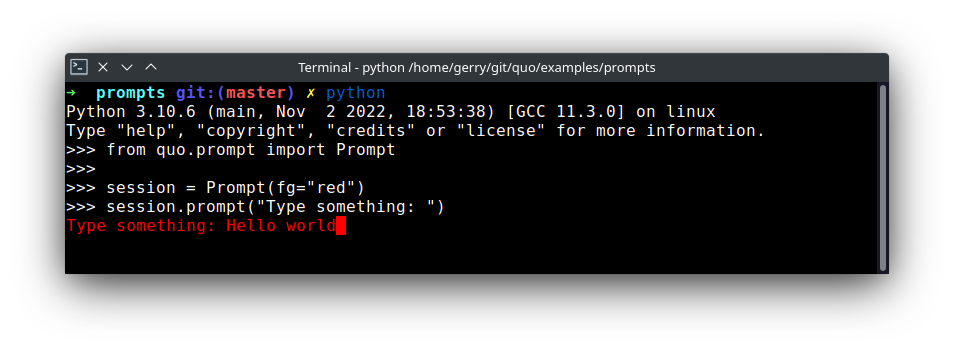 Terminal - python /home/gerry/git/quo/examples/prompts
➜  prompts git:(master) ✗ python
Python 3.10.6 (main, Nov  2 2022, 18:53:38) [GCC 11.3.0] on linux
Type "help", "copyright", "credits" or "license" for more information.
>>> from quo.prompt import Prompt
>>>
>>> session = Prompt(fg="red")
>>> session.prompt("Type something: ")
Type something: Hello world